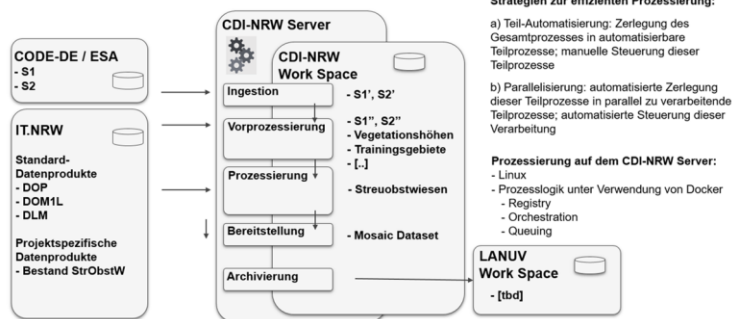 Strategien zur effizienten Prozessierung:
a) Teil-Automatisierung: Zerlegung des
Gesamtprozesses in automatisierbare
Teilprozesse; manuelle Steuerung dieser
Teilprozesse
b) Parallelisierung: automatisierte Zerlegung
dieser Teilprozesse in parallel zu verarbeitende
Teilprozesse; automatisierte Steuerung dieser
Verarbeitung
Prozessierung auf dem CDI-NRW Server:
- Linux
- Prozesslogik unter Verwendung von Docker
- Registry
- Orchestration
- Queuing
CODE-DE / ESA
- S1
- S2
IT.NRW
Standard-
Datenprodukte
- DOP
- DOM1L
- DLM
Projektspezifische
Datenprodukte
- Bestand StrObstW
CDI-NRW Server
CDI-NRW
Work Space
Ingestion
- S1', S2'
Vorprozessierung
- S1'', S2''
- Vegetationshöhen
- Trainingsgebiete
- [..]
Prozessierung
- Streuobstwiesen
Bereitstellung
- Mosaic Dataset
Archivierung
LANUV
Work Space
- [tbd]